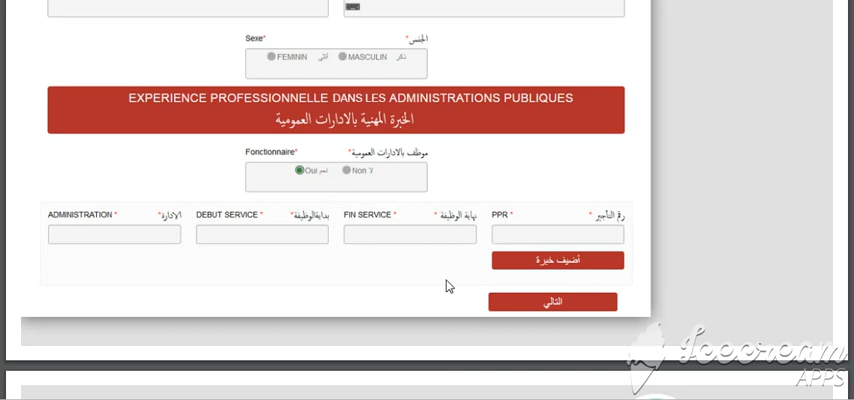 Sexe* الجنس*
FEMININ أنثى MASCULIN ذكر
EXPERIENCE PROFESSIONNELLE DANS LES ADMINISTRATIONS PUBLIQUES
الخبرة المهنية بالادارات العمومية
Fonctionnaire* موظف بالادارات العمومية*
Oui نعم Non لا
ADMINISTRATION * الادارة* DEBUT SERVICE * بدايةالوظيفة* FIN SERVICE * نهاية الوظيفة * PPR * رقم التأجير *
أضيف خبرة
التالي
Icecream
APPS